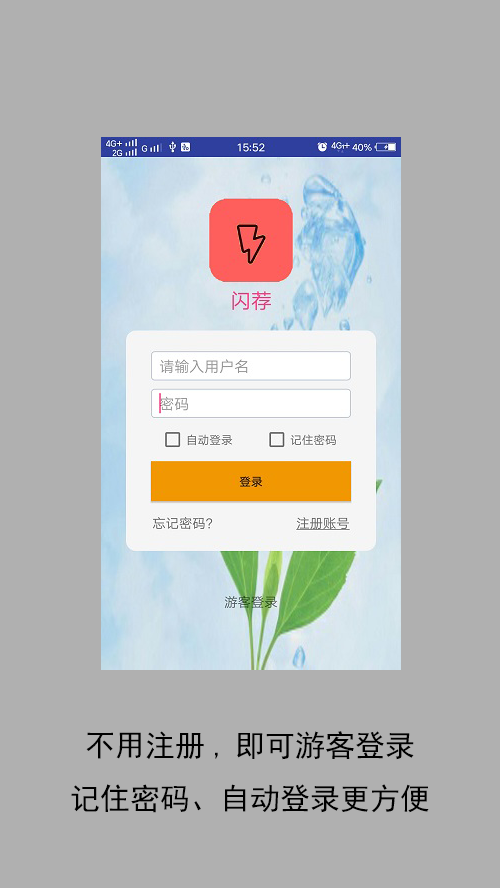 4G+ 2G G 15:52 4G+ 40%
闪荐
请输入用户名
密码
自动登录 记住密码
登录
忘记密码? 注册账号
游客登录
不用注册，即可游客登录
记住密码、自动登录更方便